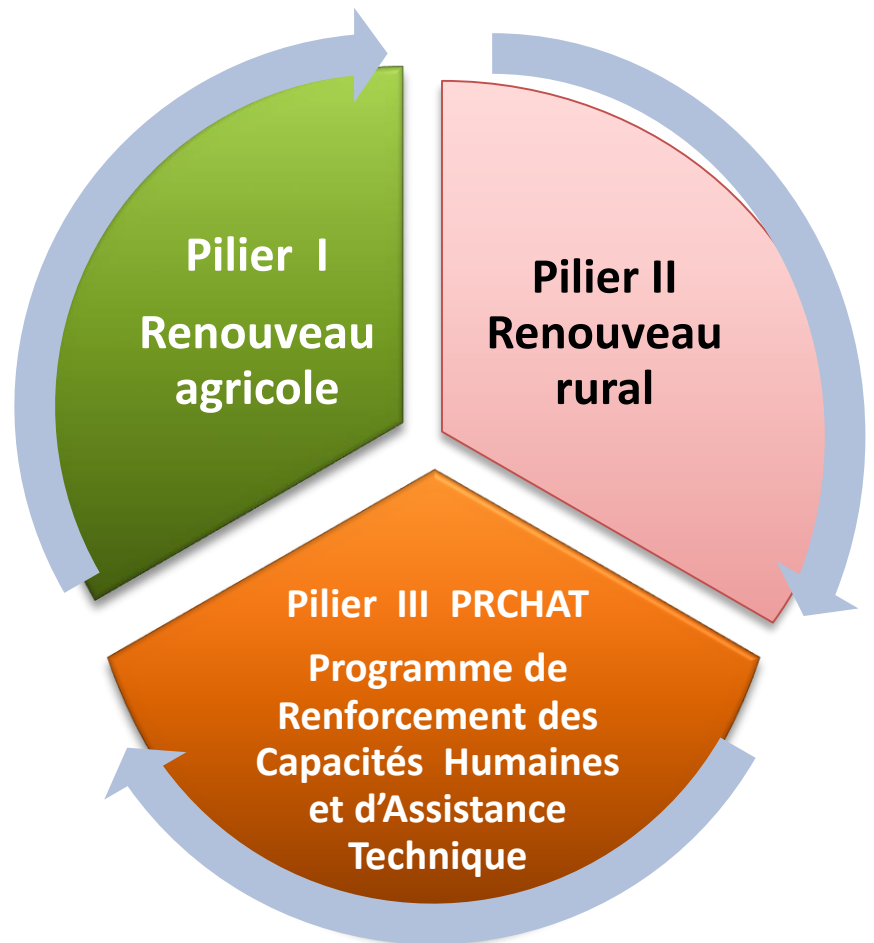 Pilier I
Renouveau
agricole
Pilier II
Renouveau
rural
Pilier III PRCHAT
Programme de
Renforcement des
Capacités Humaines
et d’Assistance
Technique